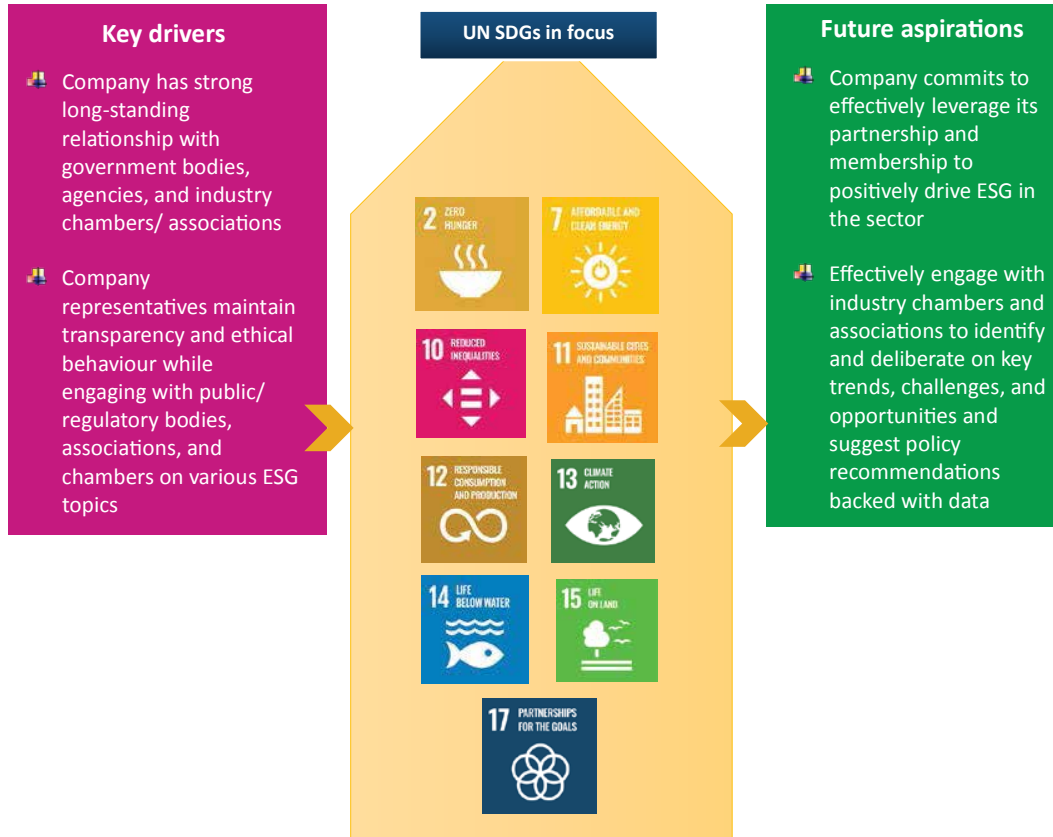 Key drivers
Company has strong
long-standing
relationship with
government bodies,
agencies, and industry
chambers/ associations
Company
representatives maintain
transparency and ethical
behaviour while
engaging with public/
regulatory bodies,
associations, and
chambers on various ESG
topics
UN SDGs in focus
2 ZERO
HUNGER
7 AFFORDABLE AND
CLEAN ENERGY
10 REDUCED
INEQUALITIES
11 SUSTAINABLE CITIES
AND COMMUNITIES
12 RESPONSIBLE
CONSUMPTION
AND PRODUCTION
13 CLIMATE
ACTION
14 LIFE
BELOW WATER
15 LIFE
ON LAND
17 PARTNERSHIPS
FOR THE GOALS
Future aspirations
Company commits to
effectively leverage its
partnership and
membership to
positively drive ESG in
the sector
Effectively engage with
industry chambers and
associations to identify
and deliberate on key
trends, challenges, and
opportunities and
suggest policy
recommendations
backed with data